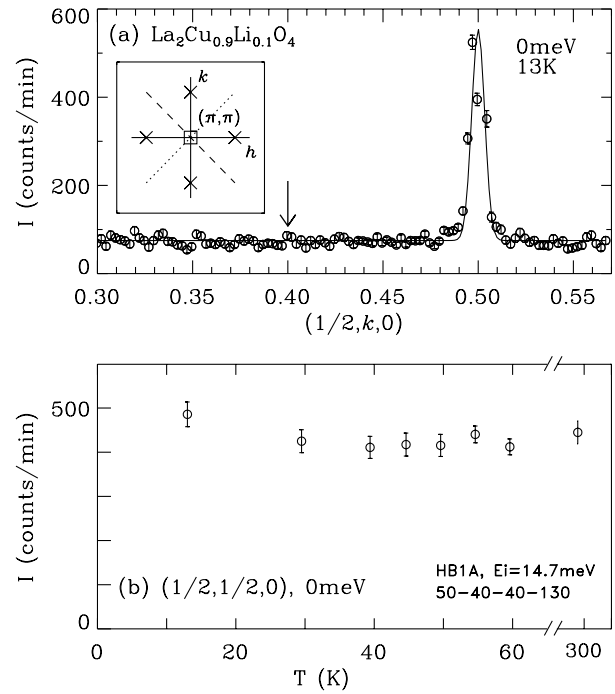 (a) La₂Cu₀.₉Li₀.₁O₄
0meV
13K
k
(π,π)
h
I (counts/min)
600
400
200
0
0.30 0.35 0.40 0.45 0.50 0.55
(1/2,k,0)
I (counts/min)
500
0
(b) (1/2,1/2,0), 0meV
HB1A, Ei=14.7meV
50-40-40-130
0 20 40 60 300
T (K)